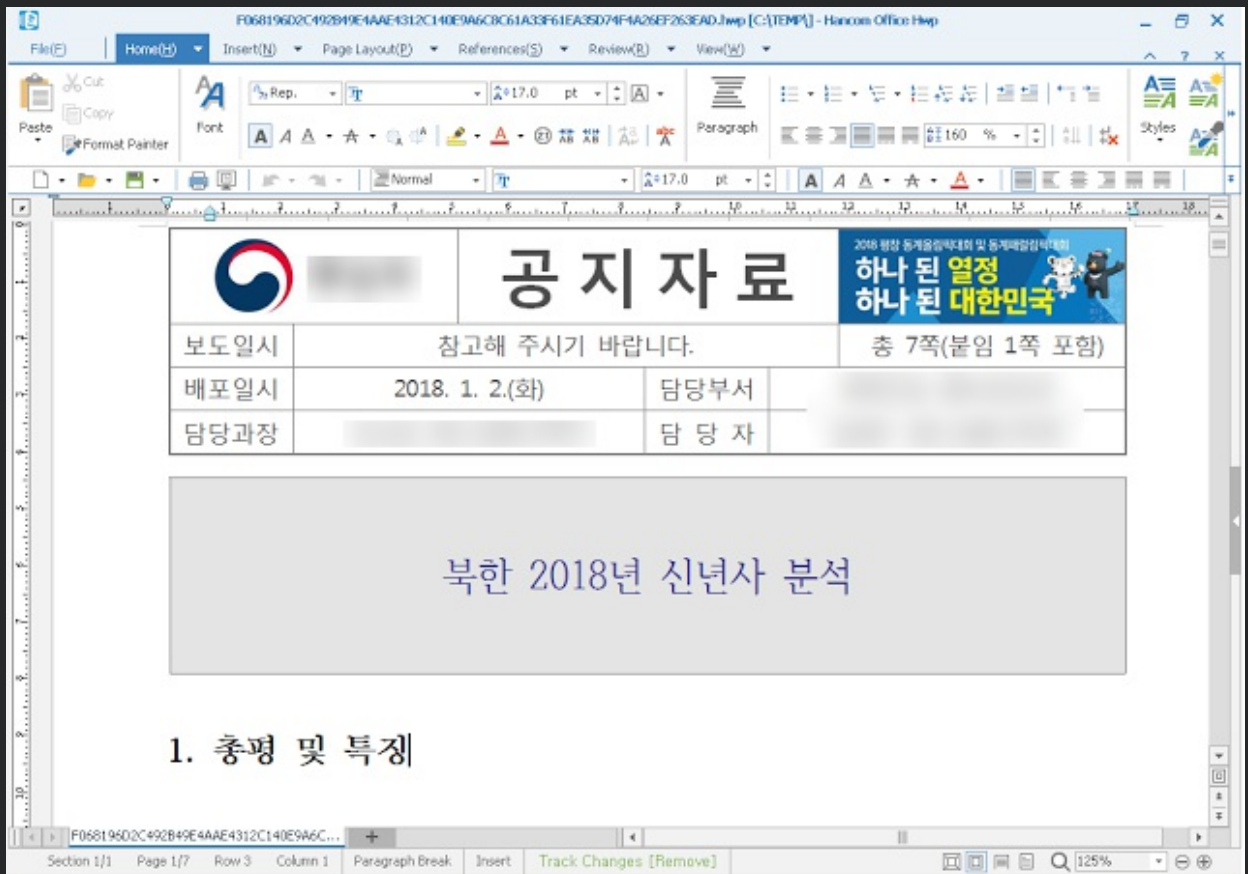 F068196D2C492B49E4AAE4312C140E9A6C8C61A33F61EA35D74F4A26EF263EAD.hwp [C:\TEMP\] - Hancom Office Hwp
File(F) Home(H) Insert(N) Page Layout(P) References(S) Review(R) View(W)
Cut
Copy
Paste Format Painter
Font
Rep. 17.0 pt
Paragraph
160 %
Styles
Normal 17.0 pt
공지자료
2018 평창 동계올림픽대회 및 동계패럴림픽대회
하나 된 열정
하나 된 대한민국
보도일시 참고해 주시기 바랍니다. 총 7쪽(붙임 1쪽 포함)
배포일시 2018. 1. 2.(화) 담당부서
담당과장 담 당 자
북한 2018년 신년사 분석
1. 총평 및 특징
F068196D2C492B49E4AAE4312C140E9A6C...
Section 1/1 Page 1/7 Row 3 Column 1 Paragraph Break Insert Track Changes [Remove] 125%